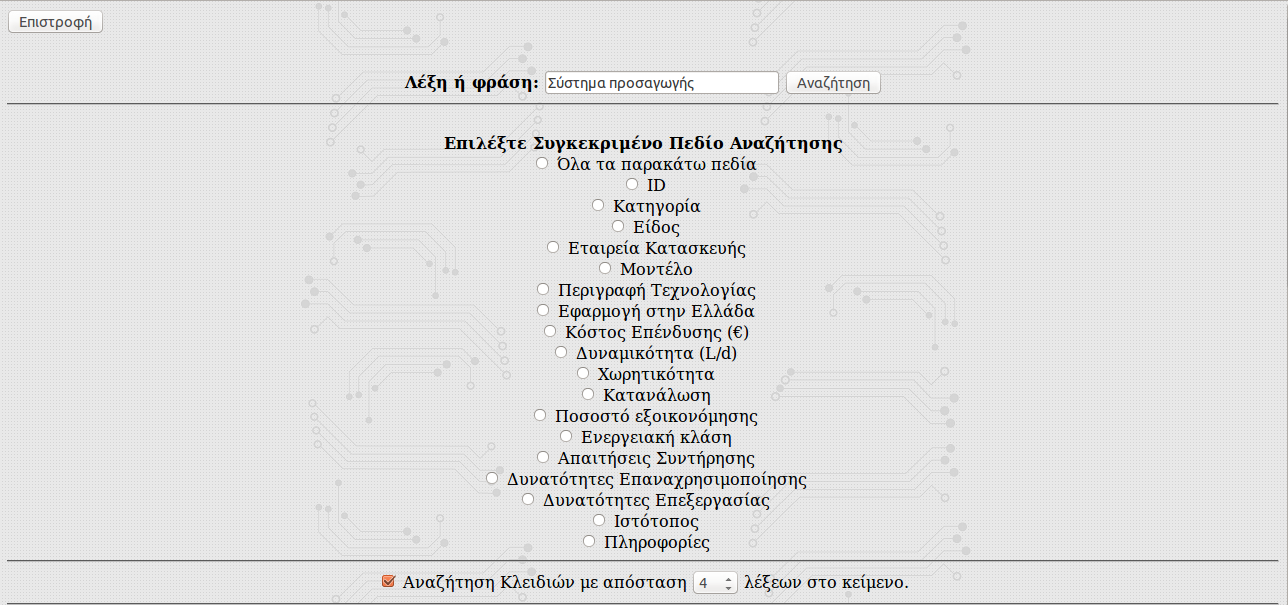 Επιστροφή
Λέξη ή φράση: Σύστημα προσαγωγής Αναζήτηση
Επιλέξτε Συγκεκριμένο Πεδίο Αναζήτησης
Όλα τα παρακάτω πεδία
ID
Κατηγορία
Είδος
Εταιρεία Κατασκευής
Μοντέλο
Περιγραφή Τεχνολογίας
Εφαρμογή στην Ελλάδα
Κόστος Επένδυσης (€)
Δυναμικότητα (L/d)
Χωρητικότητα
Κατανάλωση
Ποσοστό εξοικονόμησης
Ενεργειακή κλάση
Απαιτήσεις Συντήρησης
Δυνατότητες Επαναχρησιμοποίησης
Δυνατότητες Επεξεργασίας
Ιστότοπος
Πληροφορίες
Αναζήτηση Κλειδιών με απόσταση 4 λέξεων στο κείμενο.